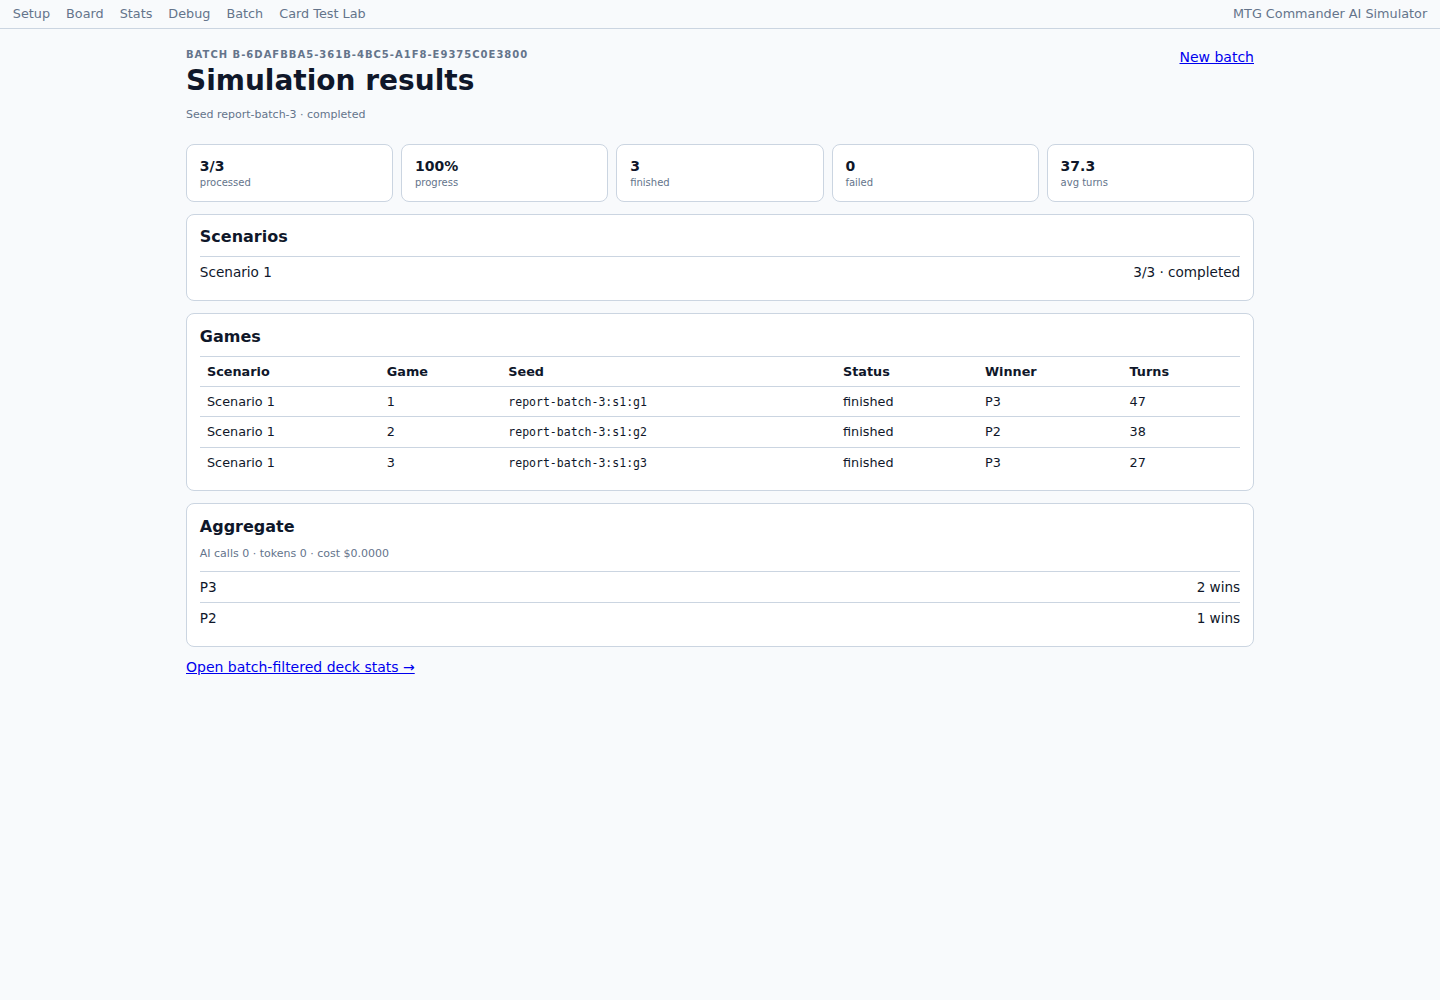 Setup Board Stats Debug Batch Card Test Lab MTG Commander AI Simulator
BATCH B-6DAFBBA5-361B-4BC5-A1F8-E9375C0E3800
New batch
Simulation results
Seed report-batch-3 · completed
3/3 100% 3 0 37.3
processed progress finished failed avg turns
Scenarios
Scenario 1 3/3 · completed
Games
Scenario Game Seed Status Winner Turns
Scenario 1 1 report-batch-3:s1:g1 finished P3 47
Scenario 1 2 report-batch-3:s1:g2 finished P2 38
Scenario 1 3 report-batch-3:s1:g3 finished P3 27
Aggregate
AI calls 0 · tokens 0 · cost $0.0000
P3 2 wins
P2 1 wins
Open batch-filtered deck stats →